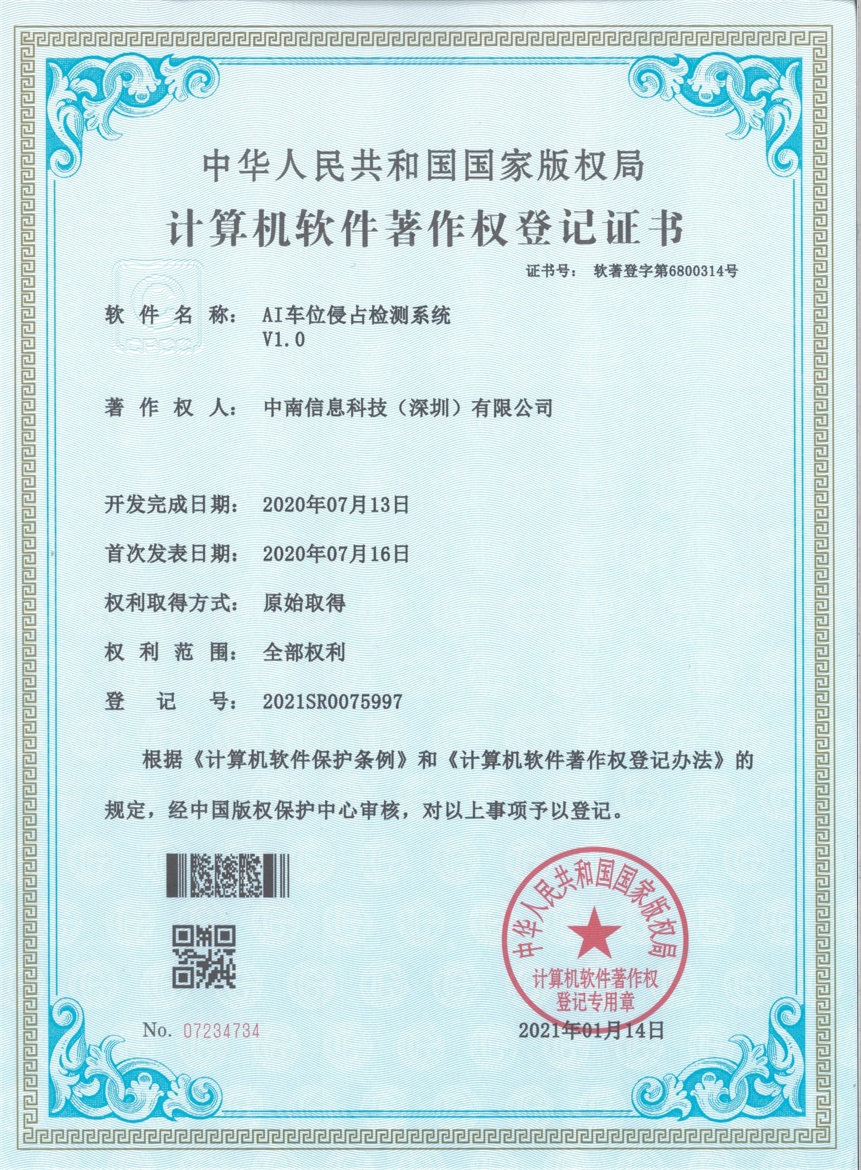 中华人民共和国国家版权局
计算机软件著作权登记证书
证书号： 软著登字第6800314号
软件名称： AI车位侵占检测系统
V1.0
著作权人： 中南信息科技（深圳）有限公司
开发完成日期： 2020年07月13日
首次发表日期： 2020年07月16日
权利取得方式： 原始取得
权利范围： 全部权利
登记号： 2021SR0075997
根据《计算机软件保护条例》和《计算机软件著作权登记办法》的
规定，经中国版权保护中心审核，对以上事项予以登记。
中华人民共和国国家版权局
计算机软件著作权
登记专用章
No. 07234734
2021年01月14日